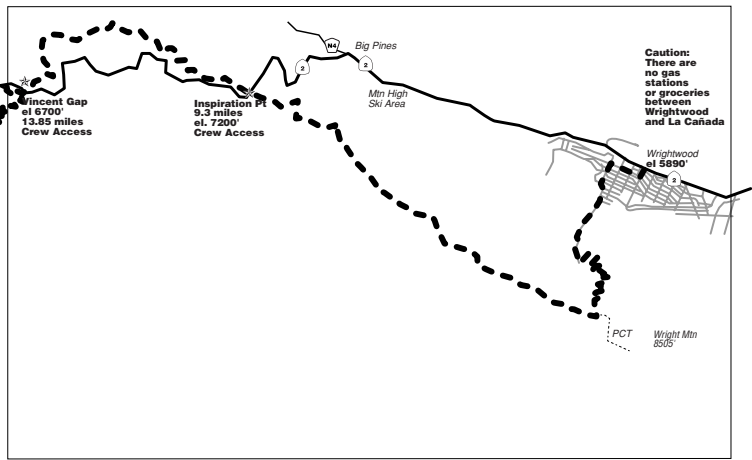 N4
Big Pines
2
2
Mtn High
Ski Area
Caution:
There are
no gas
stations
or groceries
between
Wrightwood
and La Cañada
Vincent Gap
el 6700'
13.85 miles
Crew Access
Inspiration Pt
9.3 miles
el. 7200'
Crew Access
Wrightwood
el 5890'
2
PCT
Wright Mtn
8505'